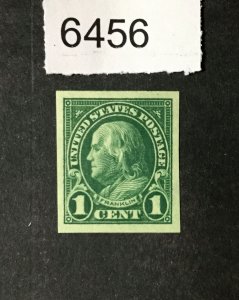 6456
UNITED STATES POSTAGE
FRANKLIN
1 1
CENT